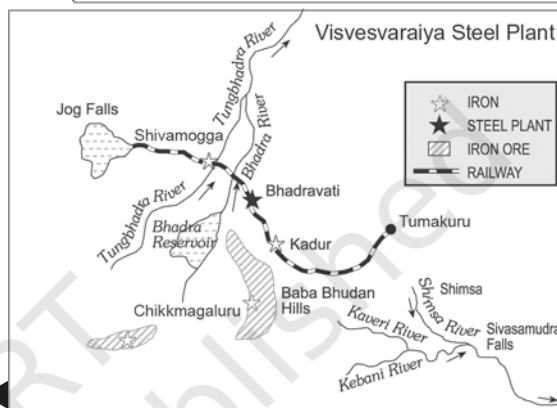 Visvesvaraiya Steel Plant
Tungbhadra River
Jog Falls
Shivamogga
Bhadra River
IRON
STEEL PLANT
IRON ORE
RAILWAY
Bhadravati
Tungbhadra River
Bhadra
Reservoir
Kadur
Tumakuru
Chikkmagaluru
Baba Bhudan
Hills
Shimsa
Shimsa River
Kaveri River
Sivasamudra
Falls
Kebani River